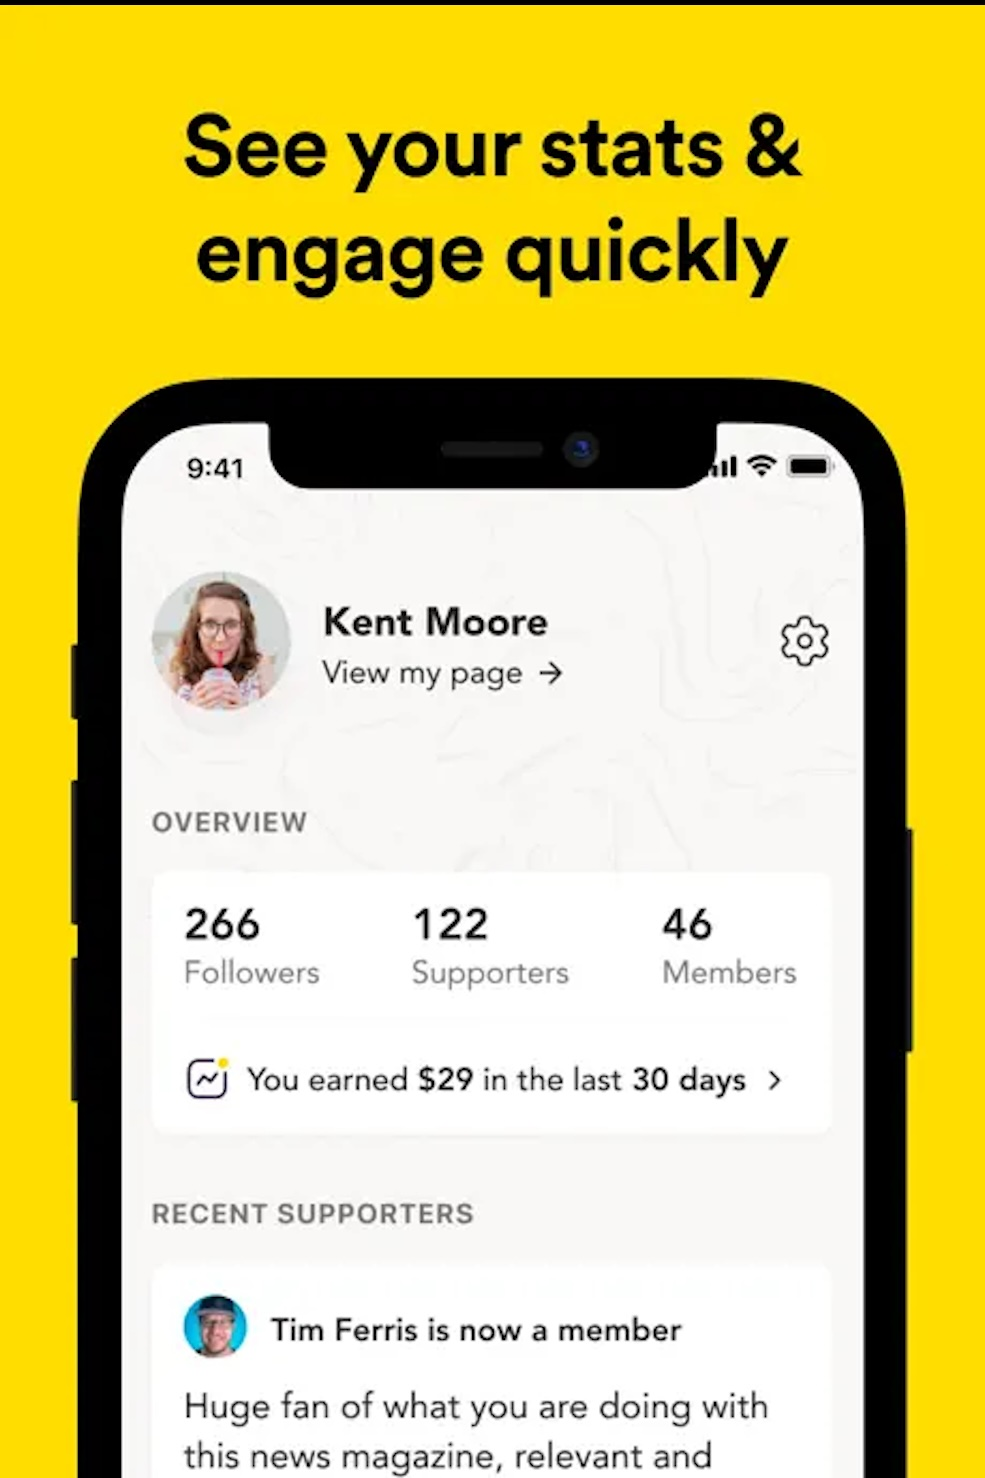 See your stats &
engage quickly
9:41
Kent Moore
View my page →
OVERVIEW
266 122 46
Followers Supporters Members
You earned $29 in the last 30 days >
RECENT SUPPORTERS
Tim Ferris is now a member
Huge fan of what you are doing with
this news magazine, relevant and